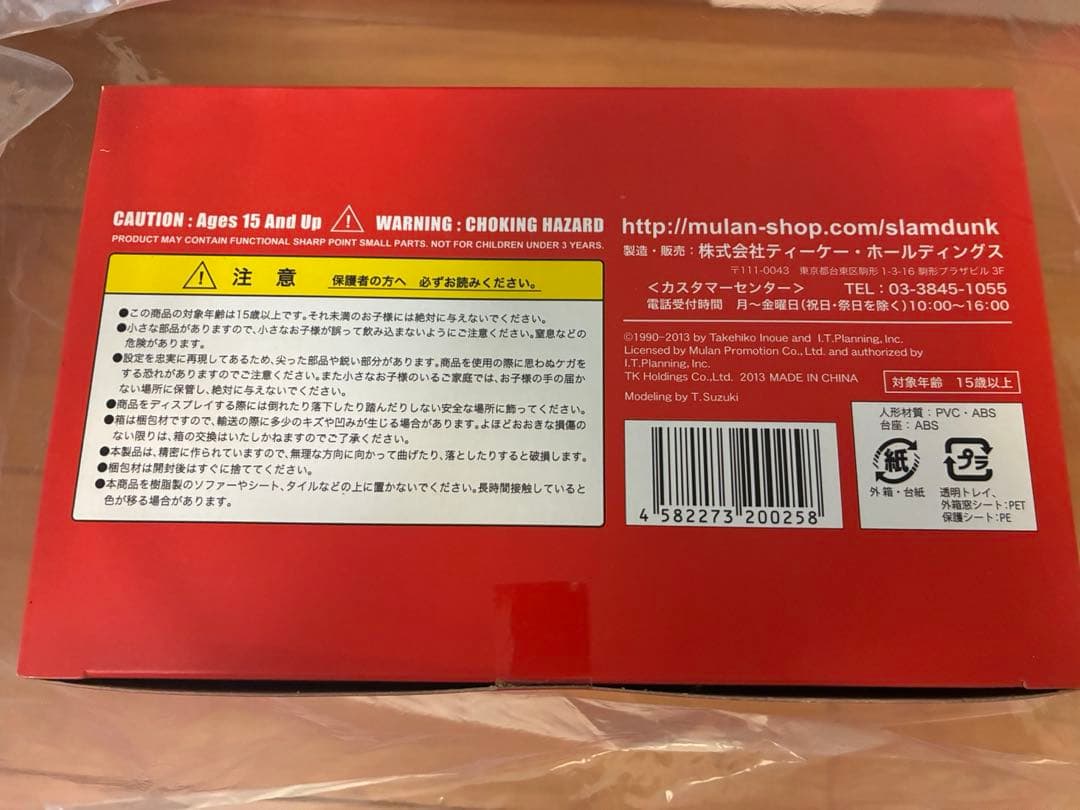 CAUTION : Ages 15 And Up ⚠ WARNING : CHOKING HAZARD
PRODUCT MAY CONTAIN FUNCTIONAL SHARP POINT SMALL PARTS. NOT FOR CHILDREN UNDER 3 YEARS.
注意 保護者の方へ 必ずお読みください。
●この商品の対象年齢は15歳以上です。それ未満のお子様には絶対に与えないでください。
●小さな部品がありますので、小さなお子様が誤って飲み込まないようにご注意ください。窒息などの
危険があります。
●設定を忠実に再現してあるため、尖った部品や鋭い部分があります。商品を使用の際に思わぬケガを
する恐れがありますのでご注意ください。また小さなお子様のいるご家庭では、お子様の手の届か
ない場所に保管し、絶対に与えないでください。
●商品をディスプレイする際には倒れたり落下したり踏んだりしない安全な場所に飾ってください。
●箱は梱包材ですので、輸送の際に多少のキズや凹みが生じる場合があります。よほどおおきな損傷の
ない限りは、箱の交換はいたしかねますのでご了承ください。
●本製品は、精密に作られていますので、無理な方向に向かって曲げたり、落としたりすると破損します。
●梱包材は開封後はすぐに捨ててください。
●本商品を樹脂製のソファーやシート、タイルなどの上に置かないでください。長時間接触していると
色が移る場合があります。
http://mulan-shop.com/slamdunk
製造・販売：株式会社ティーケー・ホールディングス
〒111-0043 東京都台東区駒形 1-3-16 駒形プラザビル 3F
＜カスタマーセンター＞ TEL：03-3845-1055
電話受付時間 月〜金曜日(祝日・祭日を除く)10:00〜16:00
©1990-2013 by Takehiko Inoue and I.T.Planning, Inc.
Licensed by Mulan Promotion Co., Ltd. and authorized by
I.T.Planning, Inc.
TK Holdings Co.,Ltd. 2013 MADE IN CHINA
Modeling by T.Suzuki
対象年齢 15歳以上
人形材質：PVC・ABS
台座：ABS
紙
プラ
外箱・台紙
透明トレイ、
外箱窓シート：PET
保護シート：PE
4 582273 200258